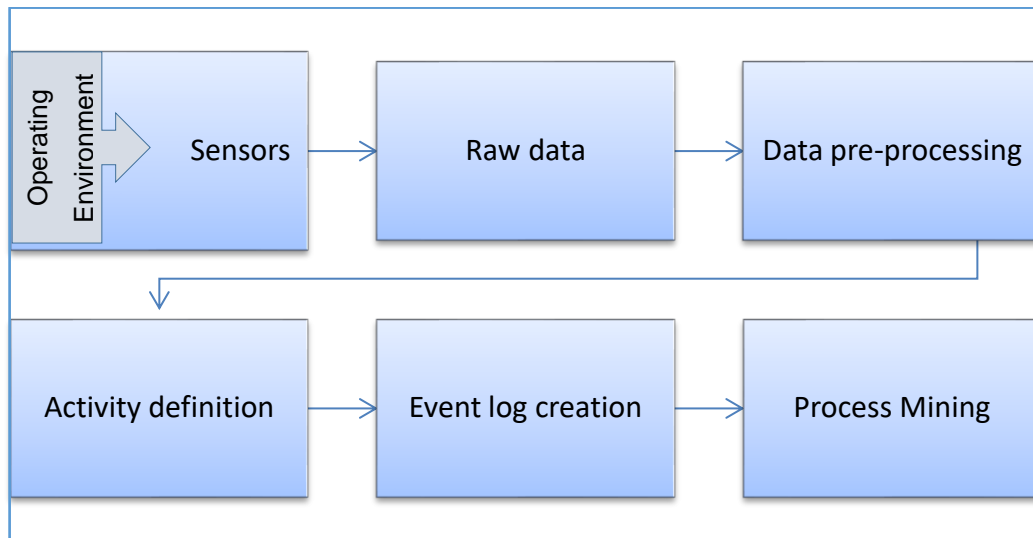 Operating
Environment
Sensors
Raw data
Data pre-processing
Activity definition
Event log creation
Process Mining